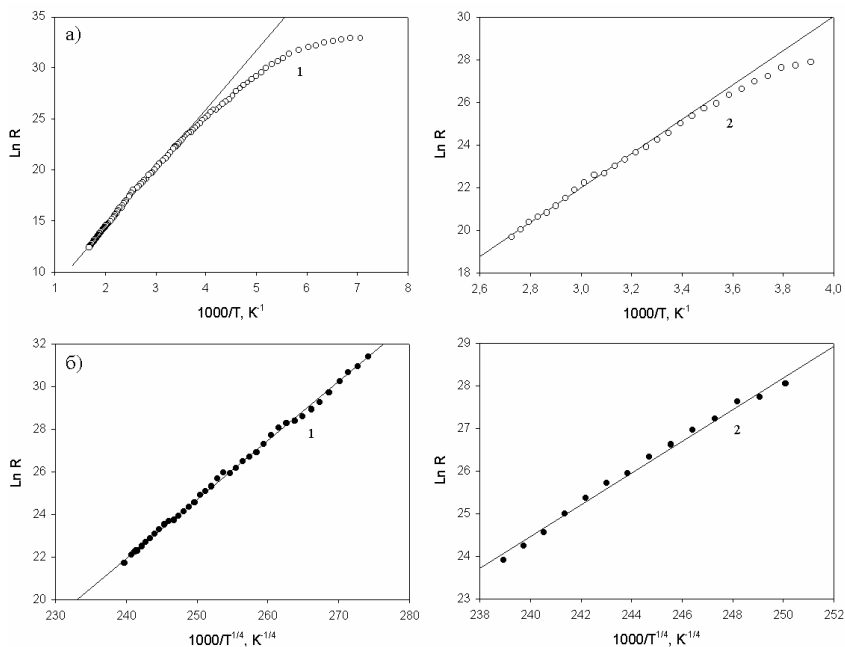 а)
35
30
25
20
15
10
Ln R
1
1 2 3 4 5 6 7 8
1000/T, K-1
30
28
26
24
22
20
18
Ln R
2
2,6 2,8 3,0 3,2 3,4 3,6 3,8 4,0
1000/T, K-1
б)
32
30
28
26
24
22
20
Ln R
1
230 240 250 260 270 280
1000/T1/4, K-1/4
29
28
27
26
25
24
23
Ln R
2
238 240 242 244 246 248 250 252
1000/T1/4, K-1/4